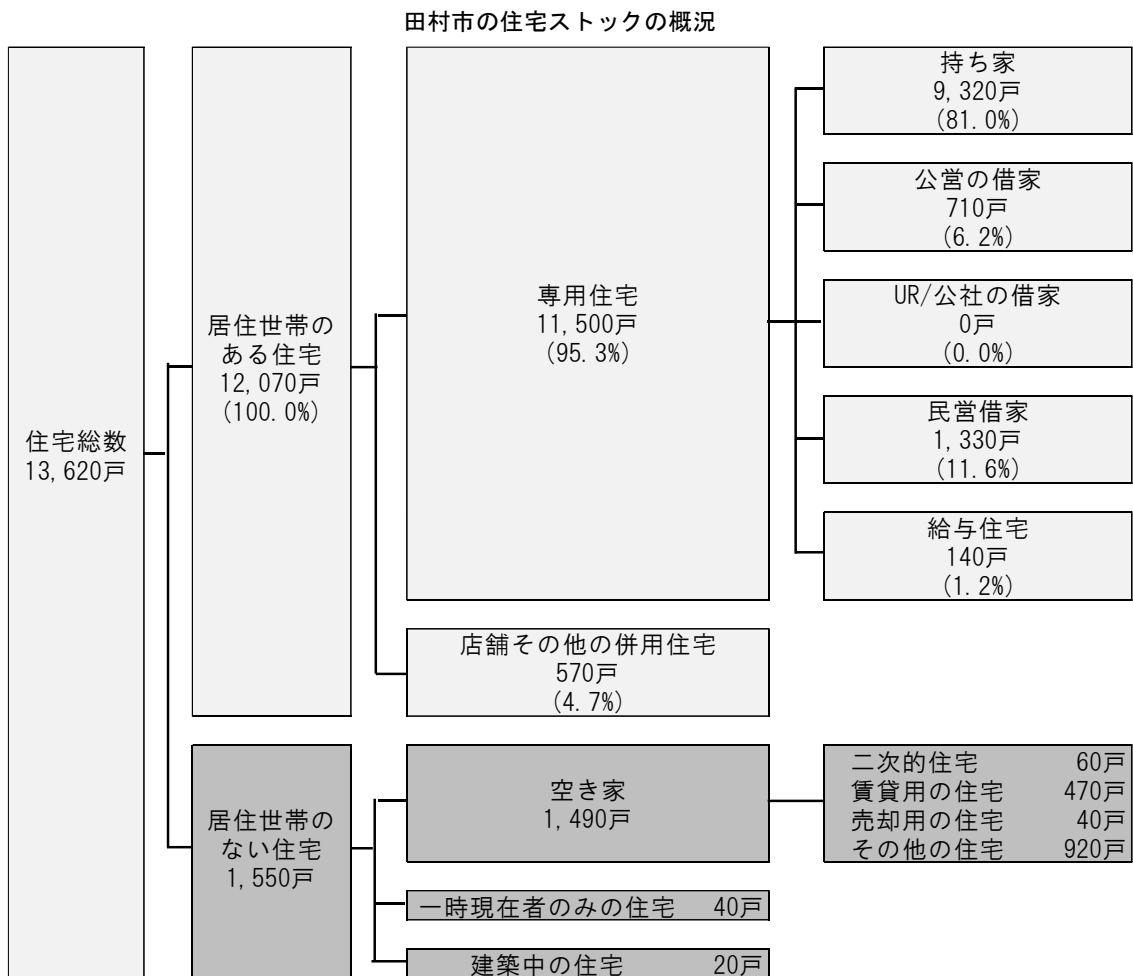 田村市の住宅ストックの概況
住宅総数
13,620戸
居住世帯の
ある住宅
12,070戸
(100.0%)
専用住宅
11,500戸
(95.3%)
持ち家
9,320戸
(81.0%)
公営の借家
710戸
(6.2%)
UR/公社の借家
0戸
(0.0%)
民営借家
1,330戸
(11.6%)
給与住宅
140戸
(1.2%)
店舗その他の併用住宅
570戸
(4.7%)
居住世帯の
ない住宅
1,550戸
空き家
1,490戸
二次的住宅 60戸
賃貸用の住宅 470戸
売却用の住宅 40戸
その他の住宅 920戸
一時現在者のみの住宅 40戸
建築中の住宅 20戸